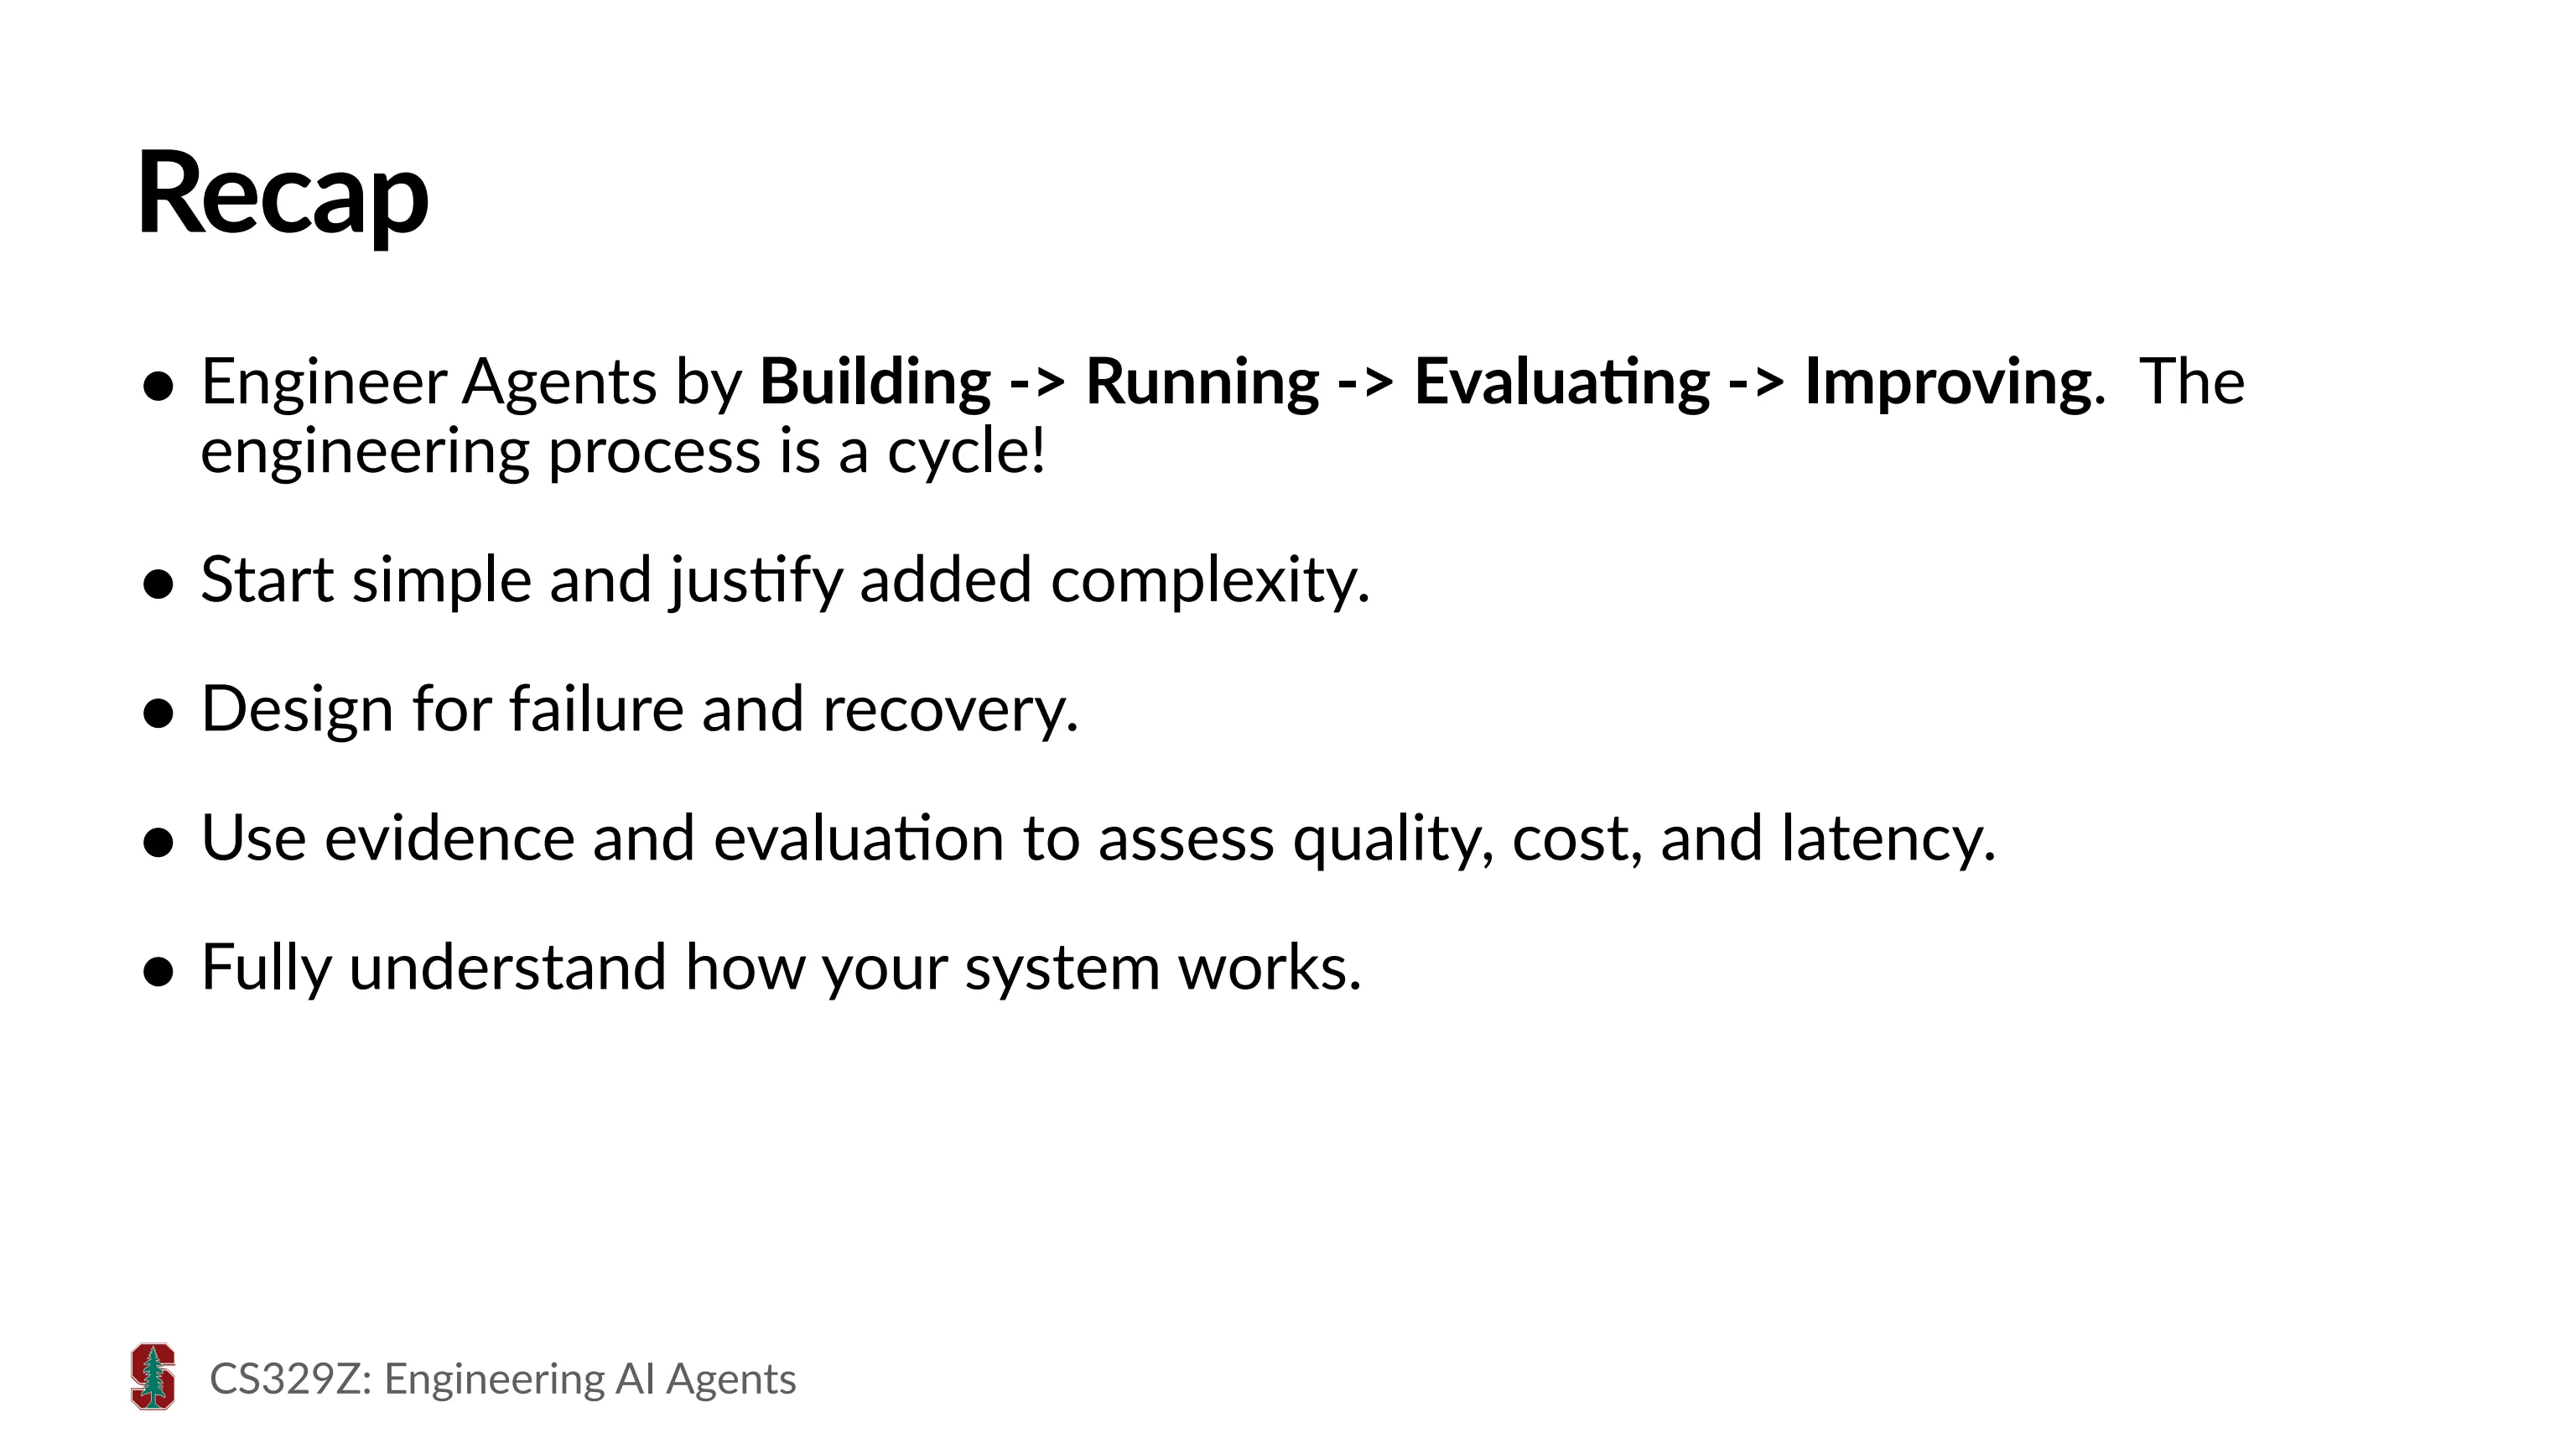 Recap
● Engineer Agents by Building -> Running -> Evaluating -> Improving.  The
engineering process is a cycle!
● Start simple and justify added complexity.
● Design for failure and recovery.
● Use evidence and evaluation to assess quality, cost, and latency.
● Fully understand how your system works.
CS329Z: Engineering AI Agents